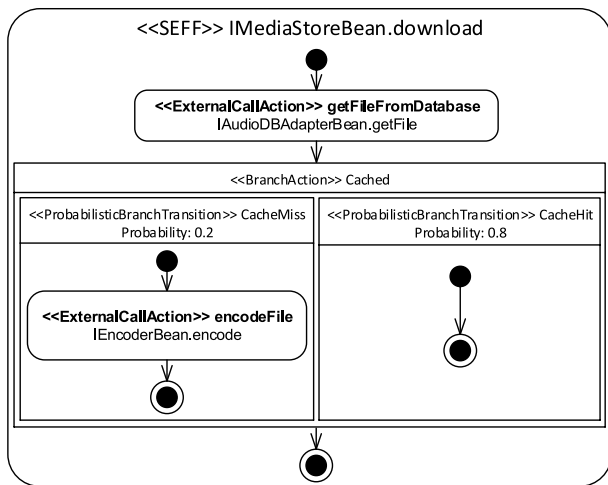 <<SEFF>> IMediaStoreBean.download
<<ExternalCallAction>> getFileFromDatabase
IAudioDBAdapterBean.getFile
<<BranchAction>> Cached
<<ProbabilisticBranchTransition>> CacheMiss
Probability: 0.2
<<ExternalCallAction>> encodeFile
IEncoderBean.encode
<<ProbabilisticBranchTransition>> CacheHit
Probability: 0.8